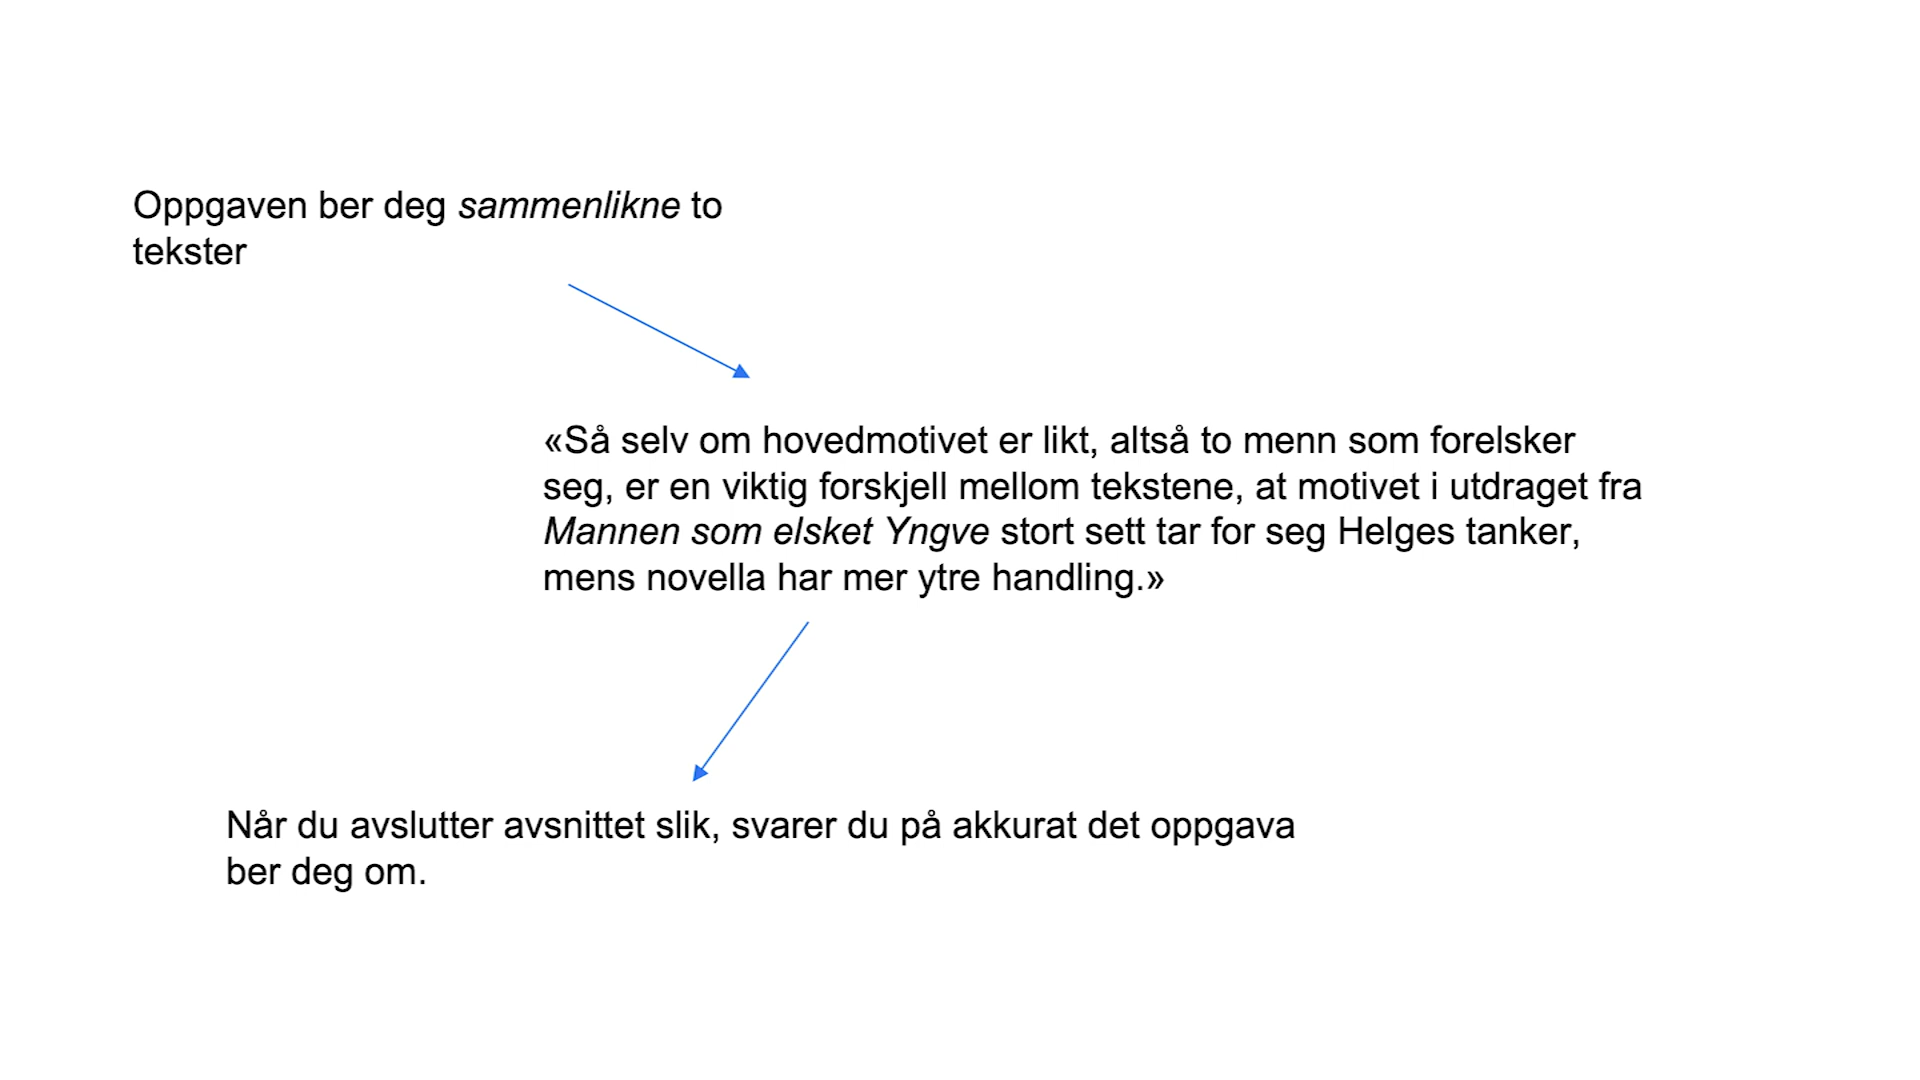 Oppgaven ber deg sammenlikne to
tekster
«Så selv om hovedmotivet er likt, altså to menn som forelsker
seg, er en viktig forskjell mellom tekstene, at motivet i utdraget fra
Mannen som elsket Yngve stort sett tar for seg Helges tanker,
mens novella har mer ytre handling.»
Når du avslutter avsnittet slik, svarer du på akkurat det oppgava
ber deg om.